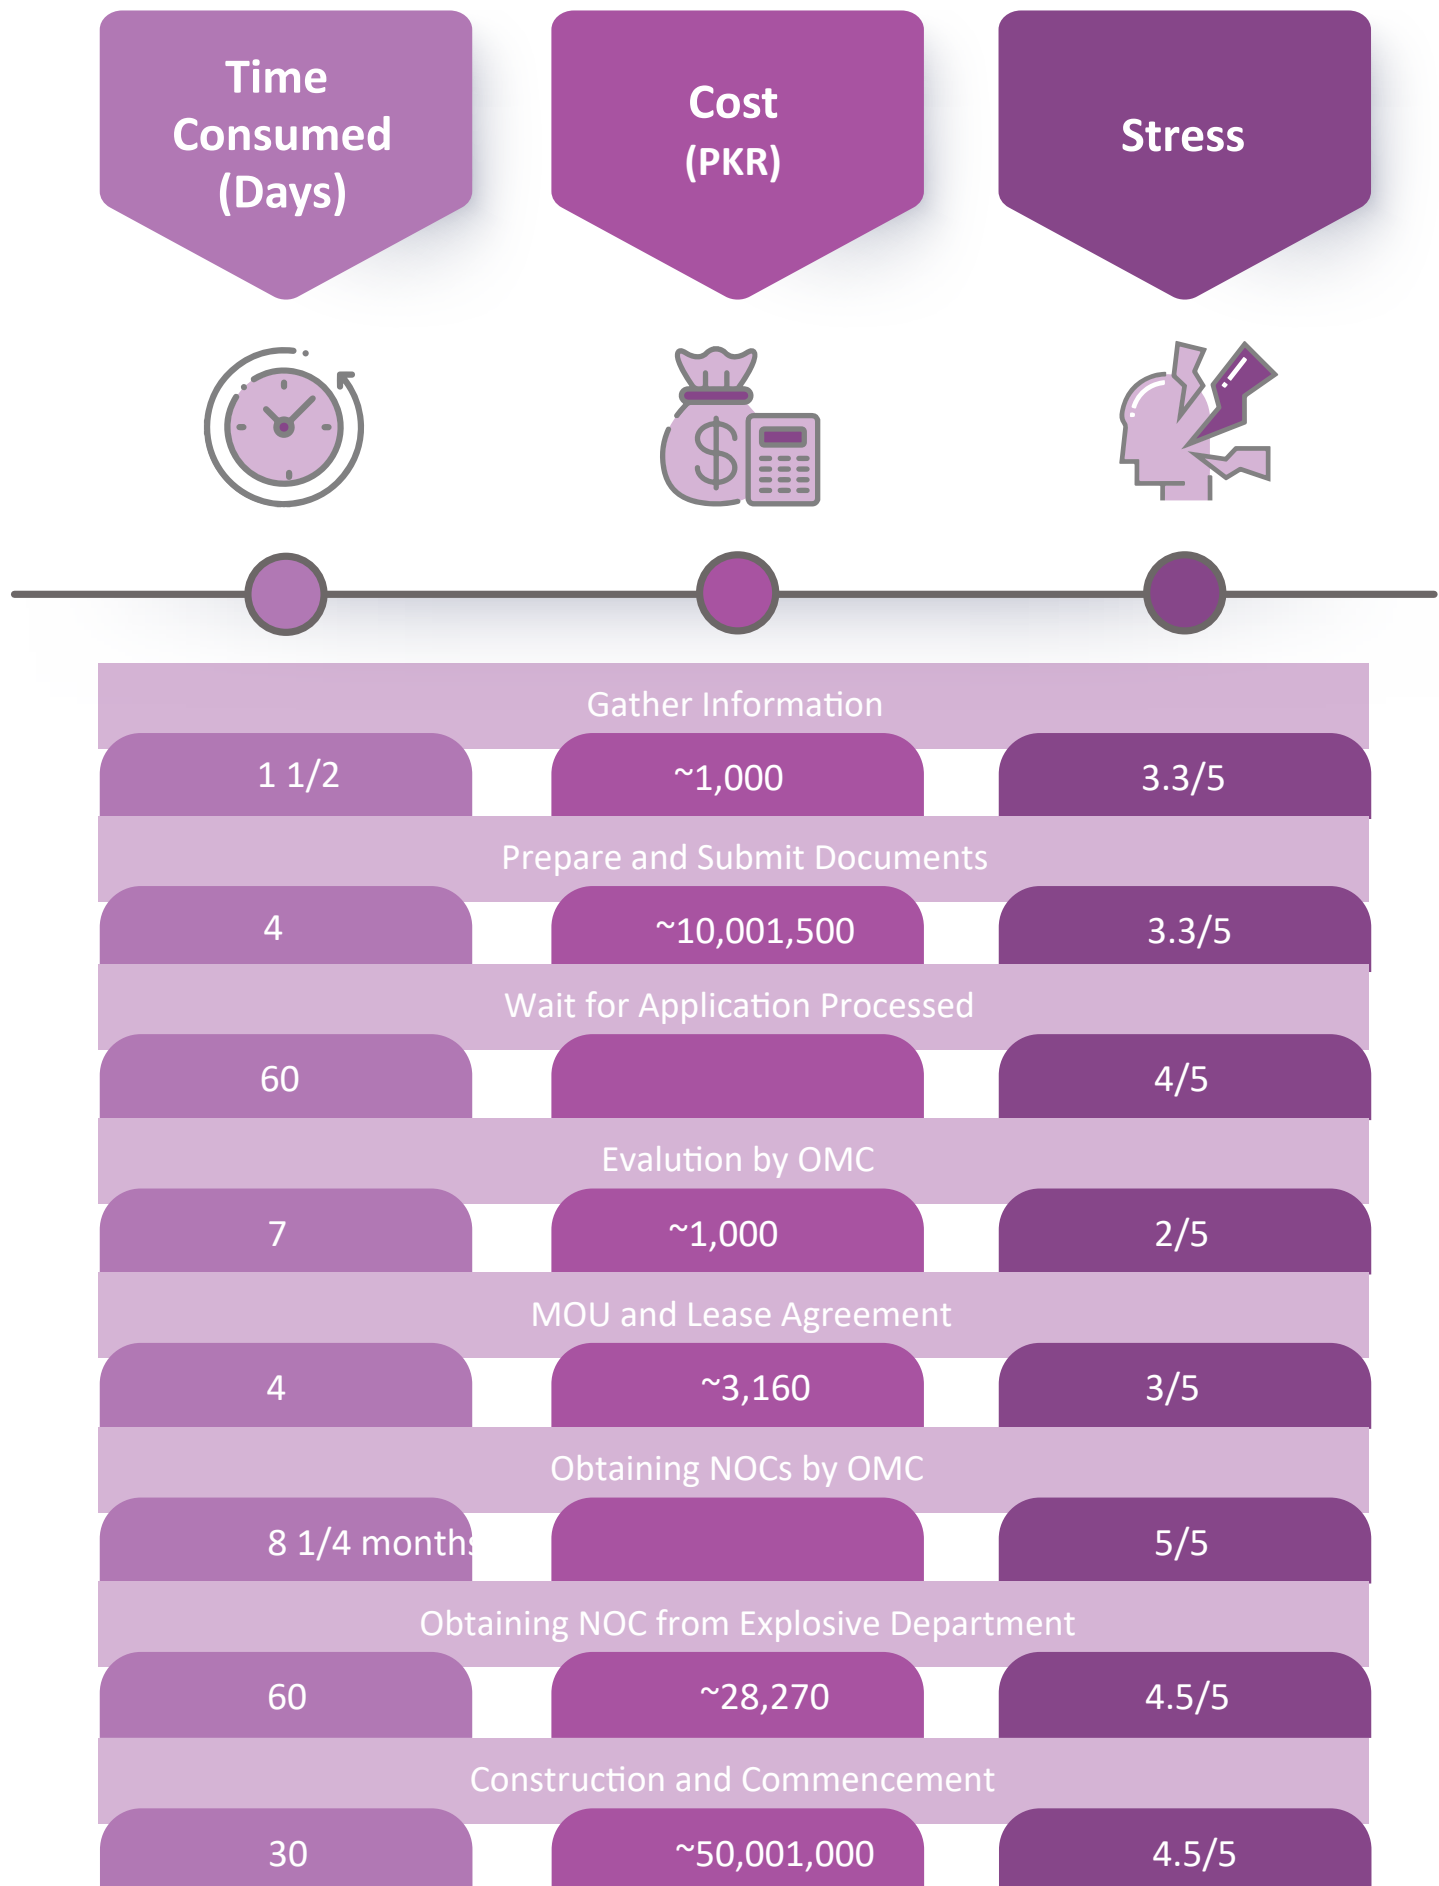 Time
Consumed
(Days)
Cost
(PKR)
Stress
Gather Information
1 1/2
~1,000
3.3/5
Prepare and Submit Documents
4
~10,001,500
3.3/5
Wait for Application Processed
60
4/5
Evalution by OMC
7
~1,000
2/5
MOU and Lease Agreement
4
~3,160
3/5
Obtaining NOCs by OMC
8 1/4 months
5/5
Obtaining NOC from Explosive Department
60
~28,270
4.5/5
Construction and Commencement
30
~50,001,000
4.5/5